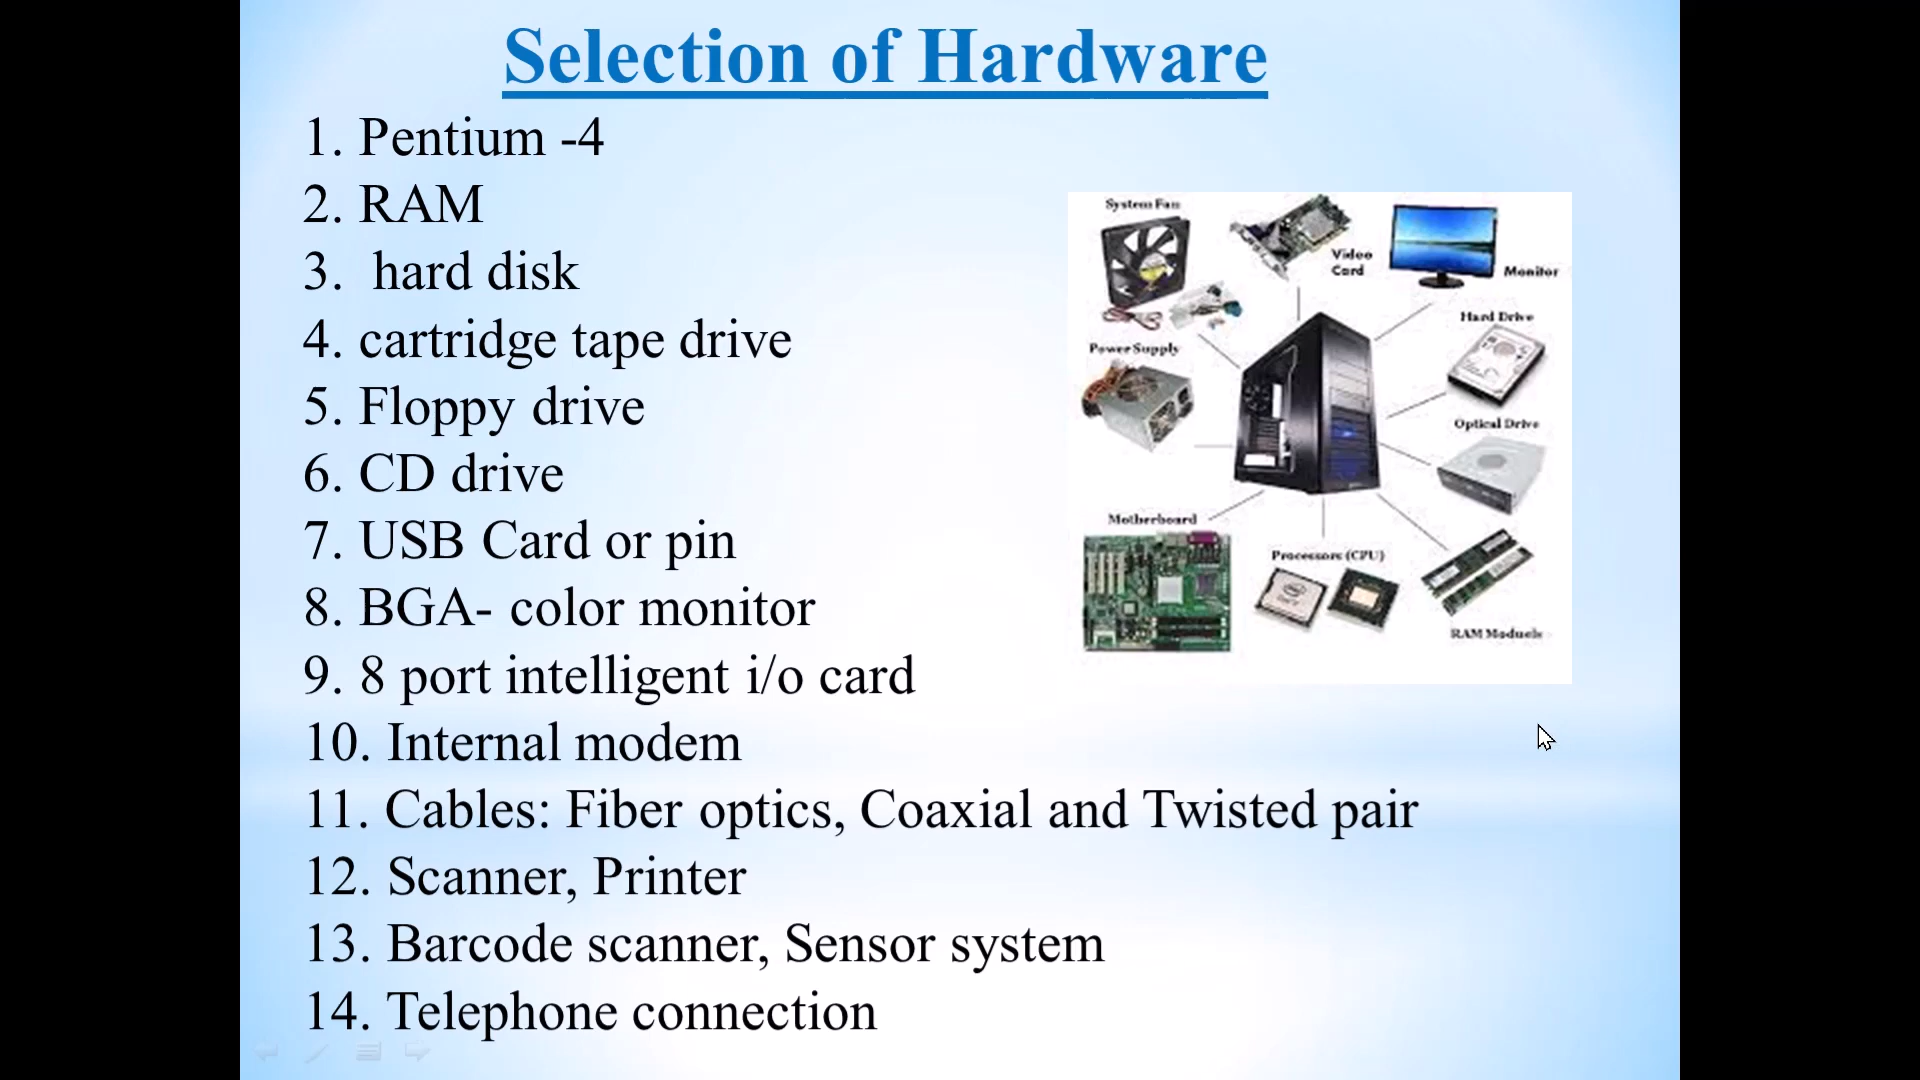 Selection of Hardware
1. Pentium -4
2. RAM
3. hard disk
4. cartridge tape drive
5. Floppy drive
6. CD drive
7. USB Card or pin
8. BGA- color monitor
9. 8 port intelligent i/o card
10. Internal modem
11. Cables: Fiber optics, Coaxial and Twisted pair
12. Scanner, Printer
13. Barcode scanner, Sensor system
14. Telephone connection
System Fan
Video
Card
Monitor
Hard Drive
Power Supply
Optical Drive
Motherboard
Processors (CPU)
RAM Moduels